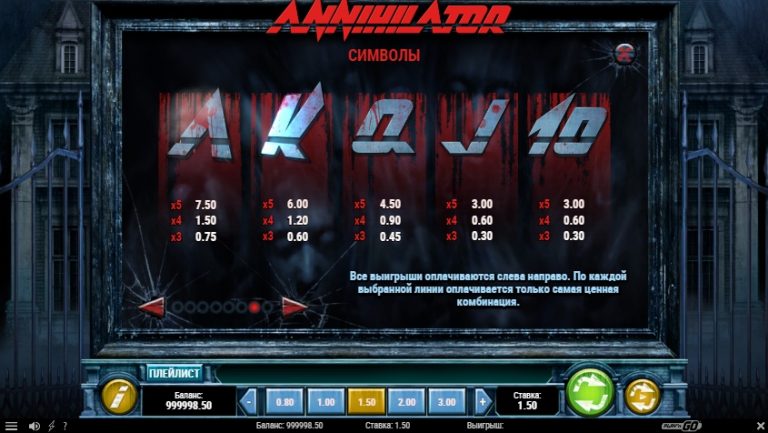 ANNIHILATOR
СИМВОЛЫ
A K Q J 10
x5 7.50 x5 6.00 x5 4.50 x5 3.00 x5 3.00
x4 1.50 x4 1.20 x4 0.90 x4 0.60 x4 0.60
x3 0.75 x3 0.60 x3 0.45 x3 0.30 x3 0.30
Все выигрыши оплачиваются слева направо. По каждой
выбранной линии оплачивается только самая ценная
комбинация.
ПЛЕЙЛИСТ
Баланс:
999998.50
- 0.80 1.00 1.50 2.00 3.00 +
Ставка:
1.50
Баланс: 999998.50 Ставка: 1.50 Выигрыш:
PLAY'N GO